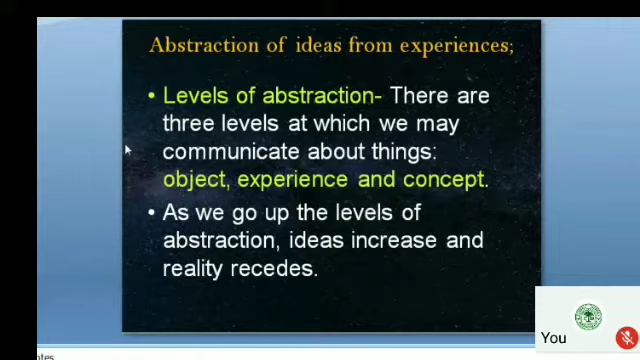 Abstraction of ideas from experiences;
• Levels of abstraction- There are
three levels at which we may
communicate about things:
object, experience and concept.
• As we go up the levels of
abstraction, ideas increase and
reality recedes.
You